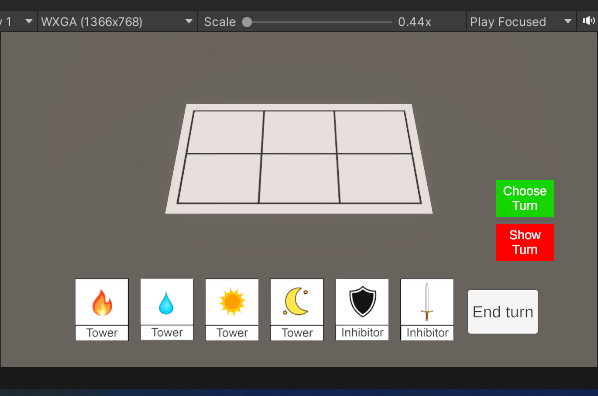 1
WXGA (1366x768)
Scale
0.44x
Play Focused
Choose
Turn
Show
Turn
Tower
Tower
Tower
Tower
Inhibitor
Inhibitor
End turn